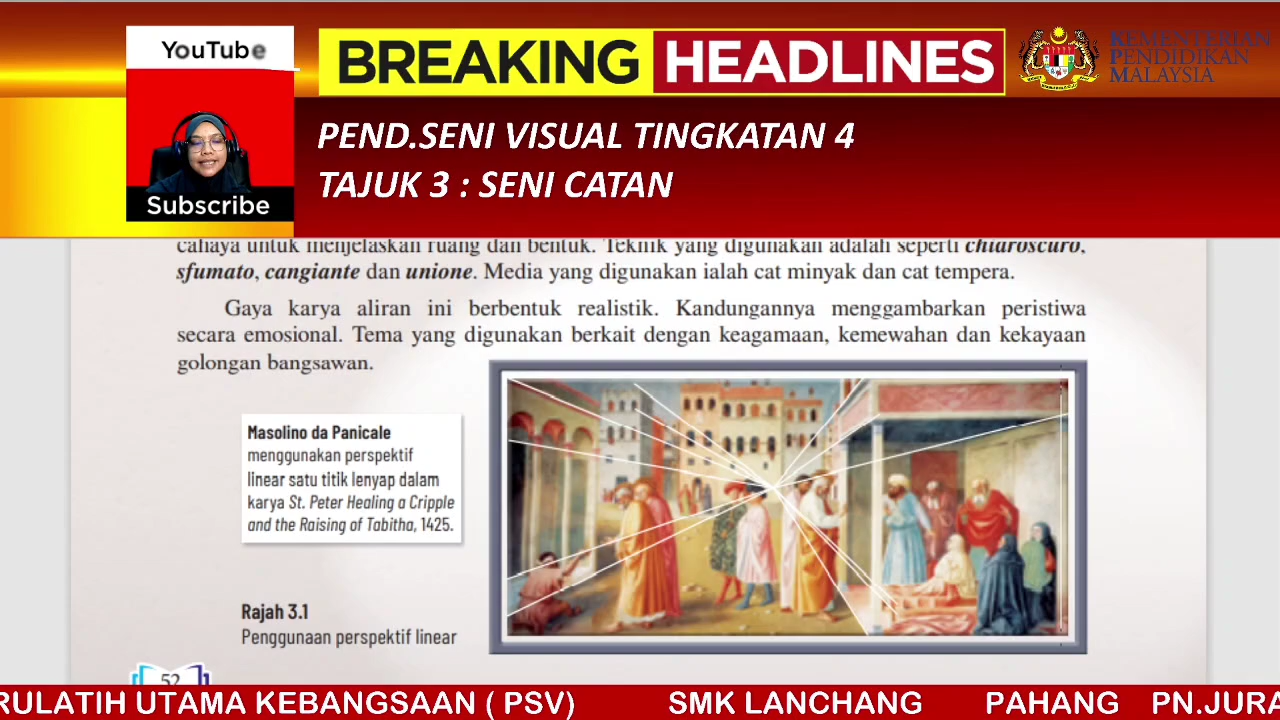 YouTube
BREAKING HEADLINES
KEMENTERIAN
PENDIDIKAN
MALAYSIA
PEND.SENI VISUAL TINGKATAN 4
TAJUK 3 : SENI CATAN
Subscribe
cahaya untuk menjelaskan ruang dan bentuk. Teknik yang digunakan adalah seperti chiaroscuro,
sfumato, cangiante dan unione. Media yang digunakan ialah cat minyak dan cat tempera.
Gaya karya aliran ini berbentuk realistik. Kandungannya menggambarkan peristiwa
secara emosional. Tema yang digunakan berkait dengan keagamaan, kemewahan dan kekayaan
golongan bangsawan.
Masolino da Panicale
menggunakan perspektif
linear satu titik lenyap dalam
karya St. Peter Healing a Cripple
and the Raising of Tabitha, 1425.
Rajah 3.1
Penggunaan perspektif linear
52
RULATIH UTAMA KEBANGSAAN ( PSV) SMK LANCHANG PAHANG PN.JURA